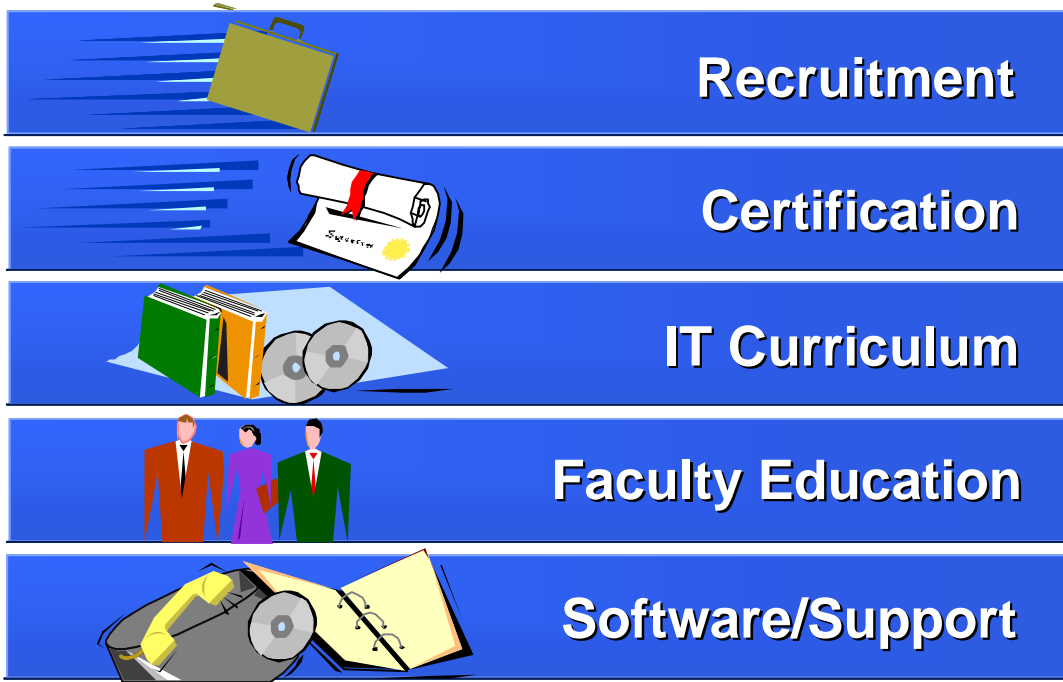 Recruitment
Certification
IT Curriculum
Faculty Education
Software/Support